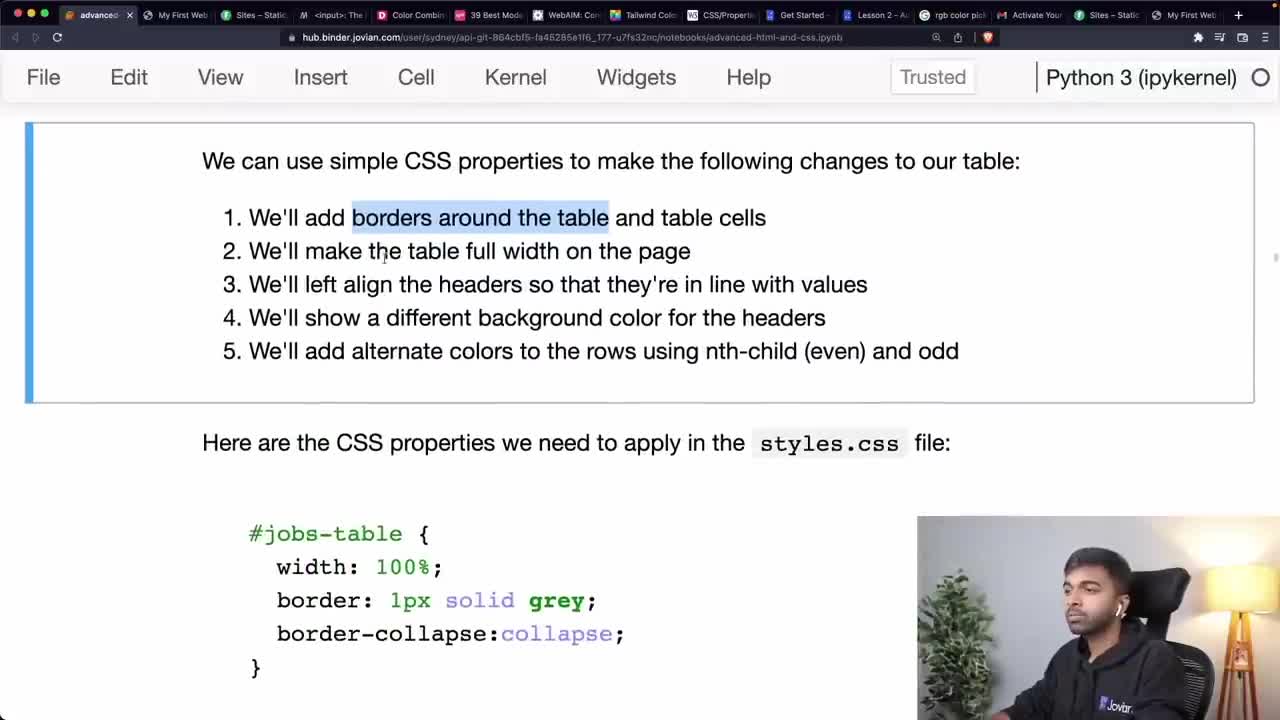 advanced-
My First Web
Sites – Static
<input>: The
Color Combin
39 Best Mode
WebAIM: Con
Tailwind Colo
CSS/Propertie
Get Started -
Lesson 2 – Ad
rgb color pick
Activate Your
Sites – Static
My First Web
hub.binder.jovian.com/user/sydney/api-git-864cbf5-fa45285e1f6_177-u7fs32nc/notebooks/advanced-html-and-css.ipynb
File Edit View Insert Cell Kernel Widgets Help Trusted Python 3 (ipykernel)
We can use simple CSS properties to make the following changes to our table:
1. We'll add borders around the table and table cells
2. We'll make the table full width on the page
3. We'll left align the headers so that they're in line with values
4. We'll show a different background color for the headers
5. We'll add alternate colors to the rows using nth-child (even) and odd
Here are the CSS properties we need to apply in the styles.css file:
#jobs-table {
width: 100%;
border: 1px solid grey;
border-collapse:collapse;
}
Jovian